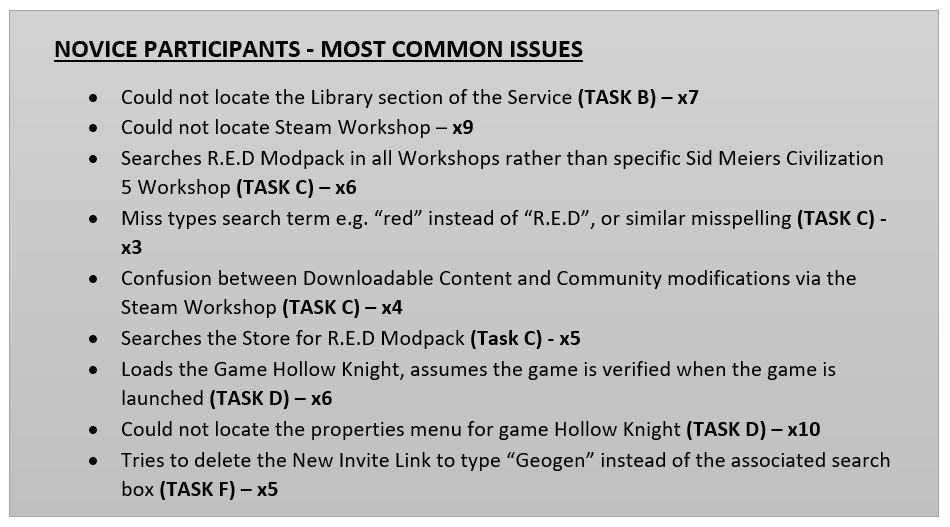 NOVICE PARTICIPANTS - MOST COMMON ISSUES
• Could not locate the Library section of the Service (TASK B) – x7
• Could not locate Steam Workshop – x9
• Searches R.E.D Modpack in all Workshops rather than specific Sid Meiers Civilization
5 Workshop (TASK C) – x6
• Miss types search term e.g. “red” instead of “R.E.D”, or similar misspelling (TASK C) -
x3
• Confusion between Downloadable Content and Community modifications via the
Steam Workshop (TASK C) – x4
• Searches the Store for R.E.D Modpack (Task C) - x5
• Loads the Game Hollow Knight, assumes the game is verified when the game is
launched (TASK D) – x6
• Could not locate the properties menu for game Hollow Knight (TASK D) – x10
• Tries to delete the New Invite Link to type “Geogen” instead of the associated search
box (TASK F) – x5